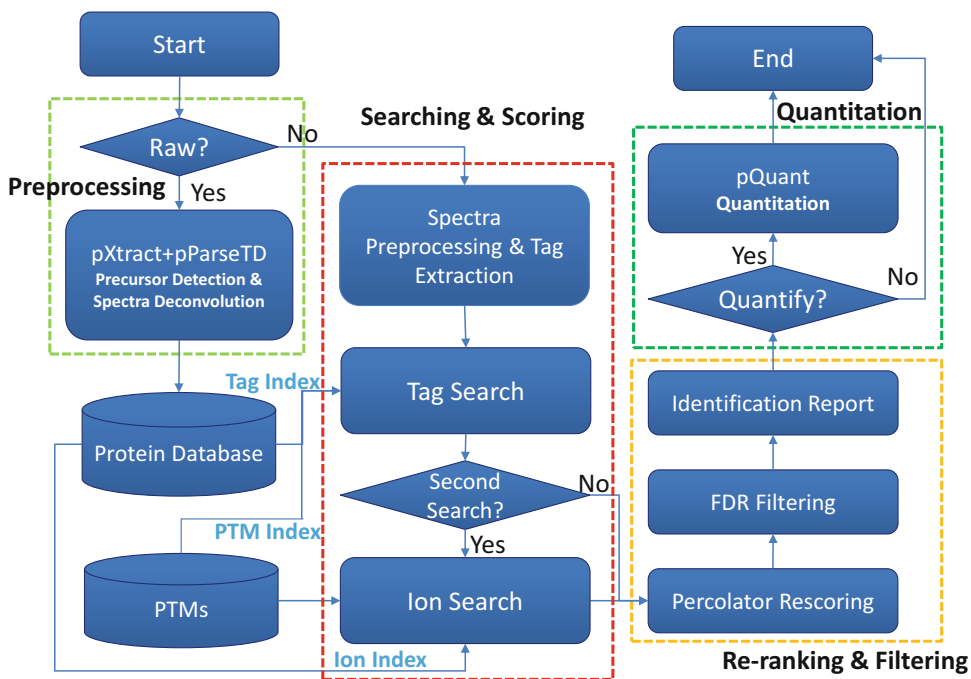 Start
Raw?
No
Yes
Preprocessing
pXtract+pParseTD
Precursor Detection &
Spectra Deconvolution
Protein Database
PTMs
Tag Index
PTM Index
Ion Index
Searching & Scoring
Spectra
Preprocessing & Tag
Extraction
Tag Search
Second
Search?
No
Yes
Ion Search
Percolator Rescoring
FDR Filtering
Identification Report
Re-ranking & Filtering
Quantify?
Yes
No
pQuant
Quantitation
Quantitation
End